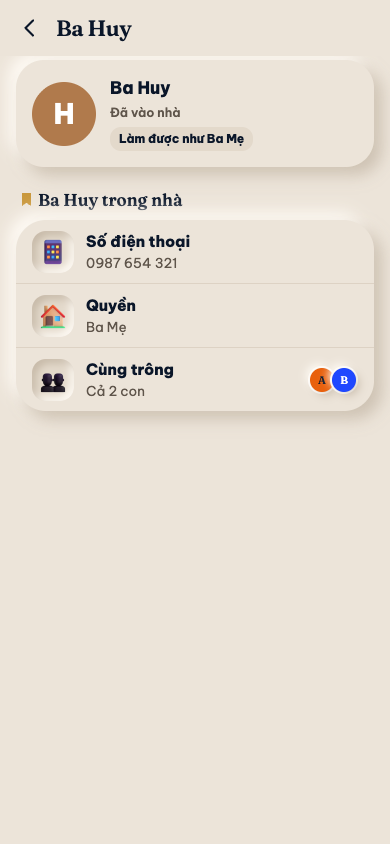 Ba Huy
H
Ba Huy
Đã vào nhà
Làm được như Ba Mẹ
Ba Huy trong nhà
Số điện thoại
0987 654 321
Quyền
Ba Mẹ
Cùng trông
Cả 2 con
A
B